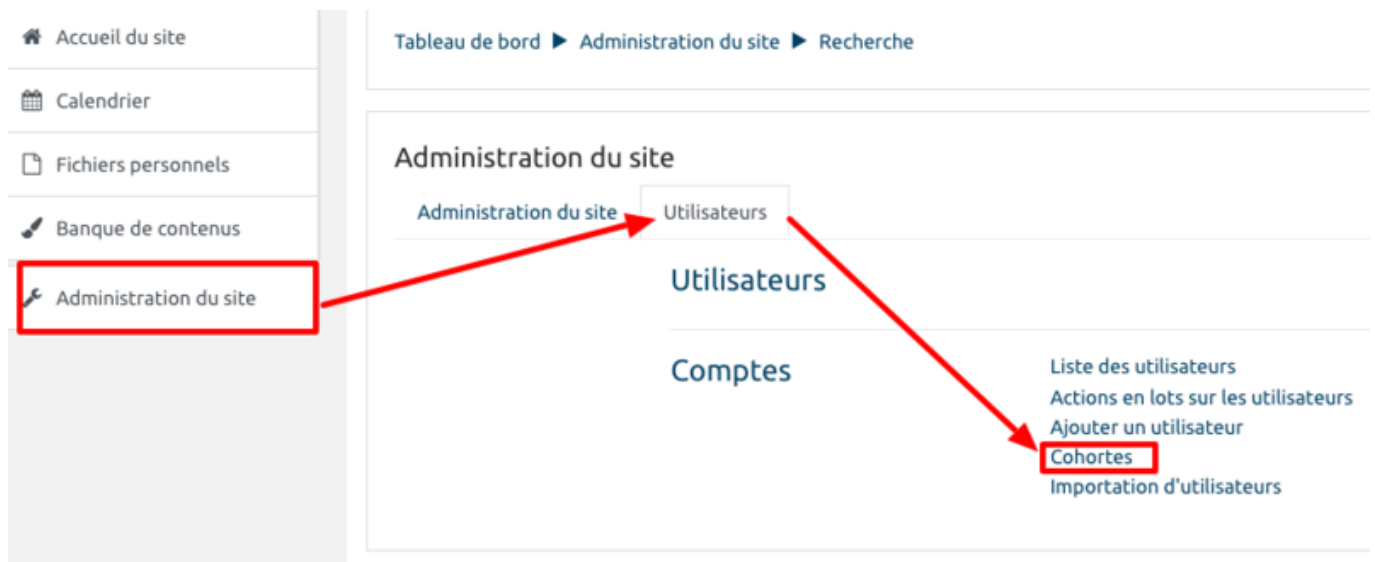 Accueil du site
Calendrier
Fichiers personnels
Banque de contenus
Administration du site
Tableau de bord ▶ Administration du site ▶ Recherche
Administration du site
Administration du site Utilisateurs
Utilisateurs
Comptes
Liste des utilisateurs
Actions en lots sur les utilisateurs
Ajouter un utilisateur
Cohortes
Importation d'utilisateurs